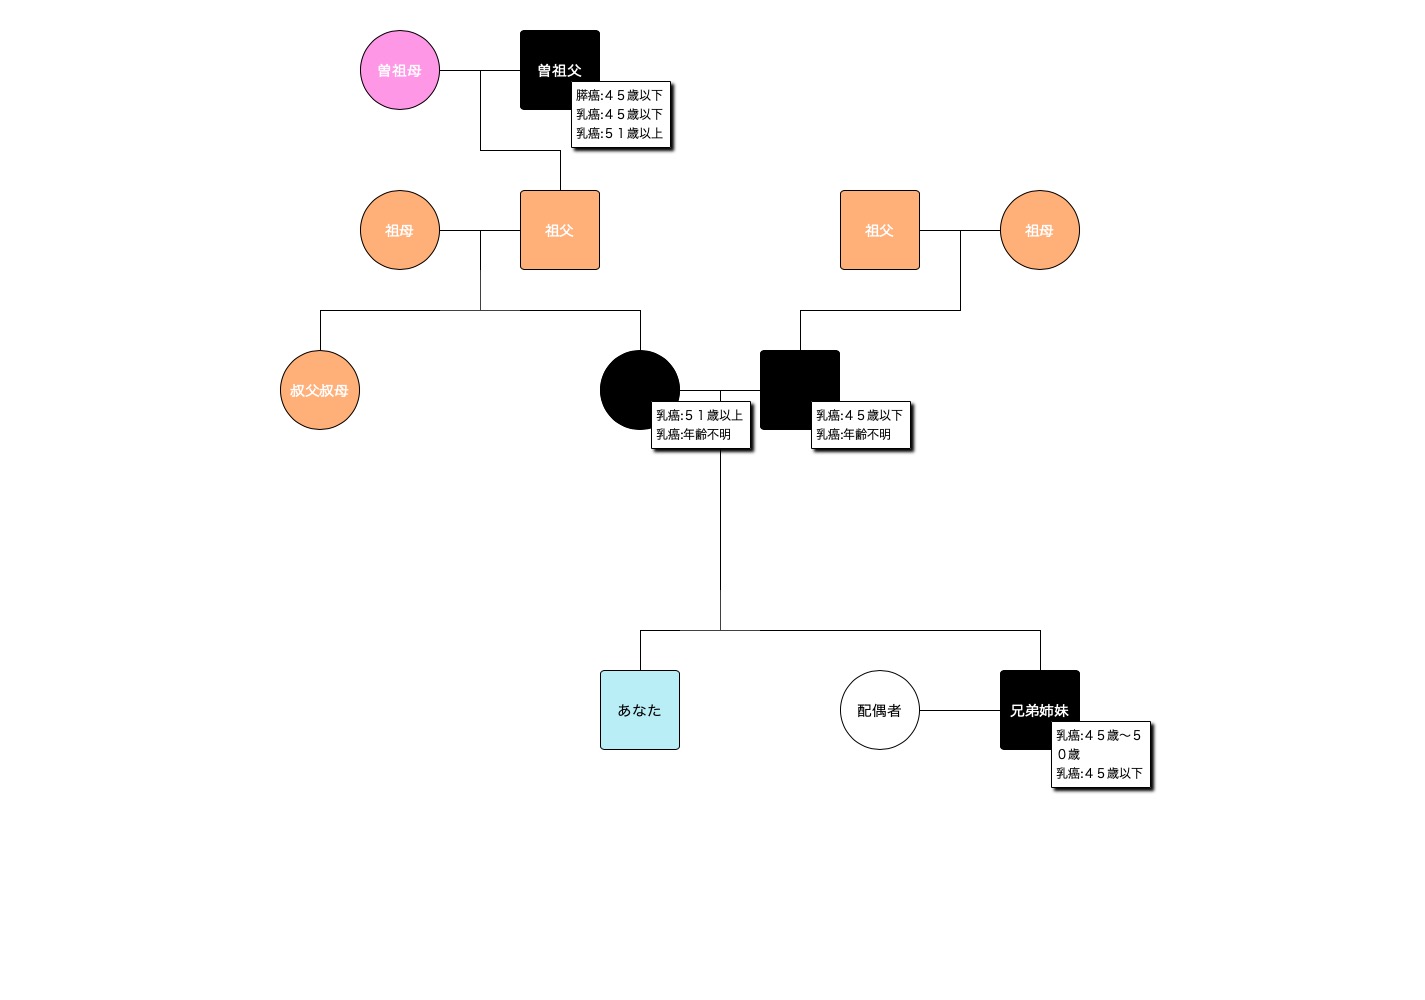 曽祖母
曽祖父
膵癌:４５歳以下
乳癌:４５歳以下
乳癌:５１歳以上
祖母
祖父
祖父
祖母
叔父叔母
乳癌:５１歳以上
乳癌:年齢不明
乳癌:４５歳以下
乳癌:年齢不明
あなた
配偶者
兄弟姉妹
乳癌:４５歳〜５
０歳
乳癌:４５歳以下